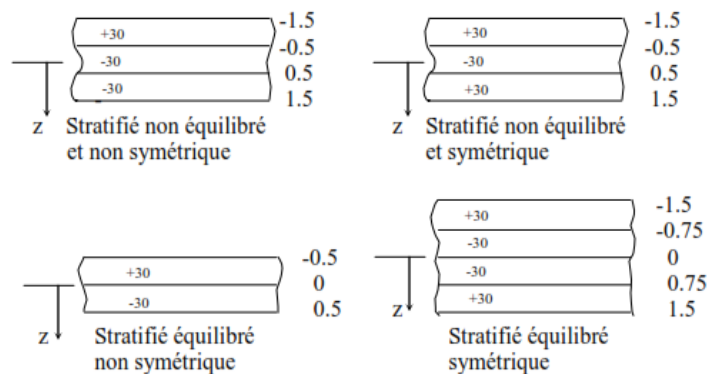 -1.5
+30
-0.5
-30
0.5
-30
1.5
z
Stratifié non équilibré
et non symétrique
-1.5
+30
-0.5
-30
0.5
+30
1.5
z
Stratifié non équilibré
et symétrique
-0.5
+30
0
-30
0.5
z
Stratifié équilibré
non symétrique
-1.5
+30
-0.75
-30
0
-30
0.75
+30
1.5
z
Stratifié équilibré
symétrique